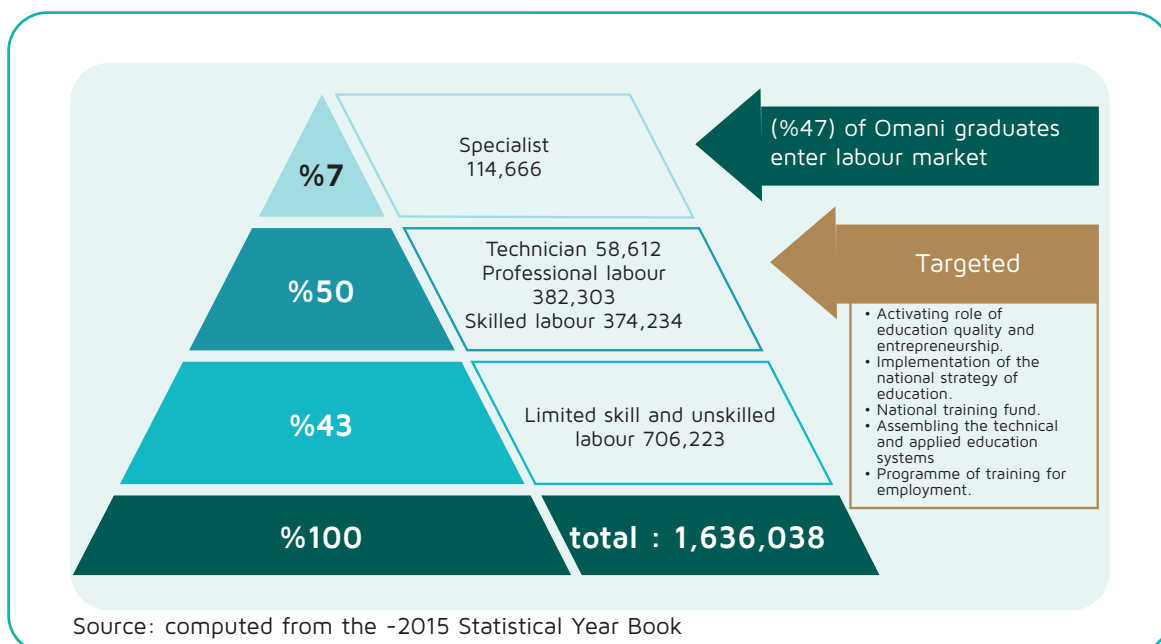 %7
Specialist
114,666
(%47) of Omani graduates
enter labour market
%50
Technician 58,612
Professional labour
382,303
Skilled labour 374,234
Targeted
• Activating role of
education quality and
entrepreneurship.
• Implementation of the
national strategy of
education.
• National training fund.
• Assembling the technical
and applied education
systems
• Programme of training for
employment.
%43
Limited skill and unskilled
labour 706,223
%100
total : 1,636,038
Source: computed from the -2015 Statistical Year Book